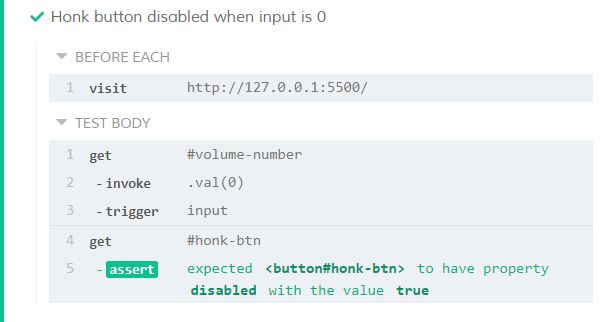 Honk button disabled when input is 0
BEFORE EACH
1 visit http://127.0.0.1:5500/
TEST BODY
1 get #volume-number
2 -invoke .val(0)
3 -trigger input
4 get #honk-btn
5 -assert expected <button#honk-btn> to have property
disabled with the value true